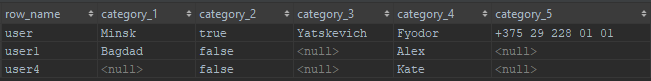 row_name category_1 category_2 category_3 category_4 category_5
user Minsk true Yatskevich Fyodor +375 29 228 01 01
user1 Bagdad false <null> Alex <null>
user4 <null> false <null> Kate <null>